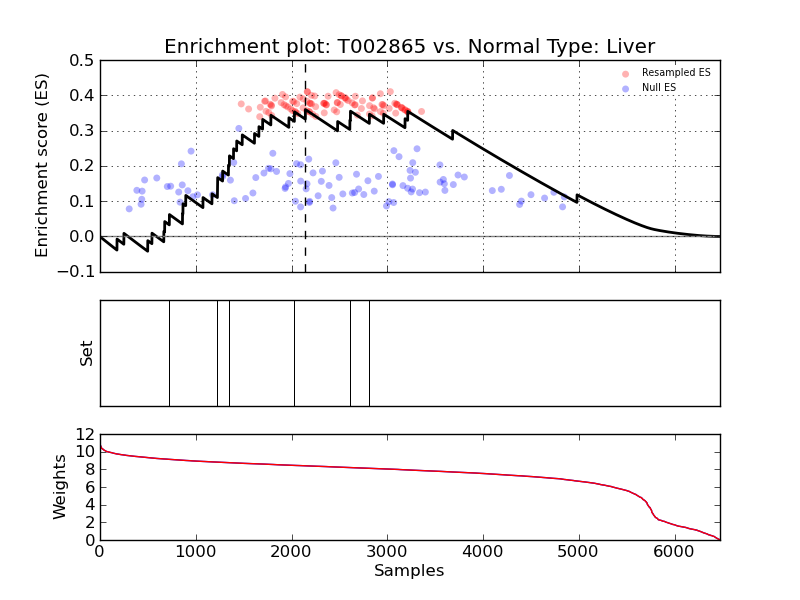 Enrichment plot: T002865 vs. Normal Type: Liver
Enrichment score (ES)
0.5
0.4
0.3
0.2
0.1
0.0
−0.1
Resampled ES
Null ES
Set
Weights
12
10
8
6
4
2
0
0 1000 2000 3000 4000 5000 6000
Samples